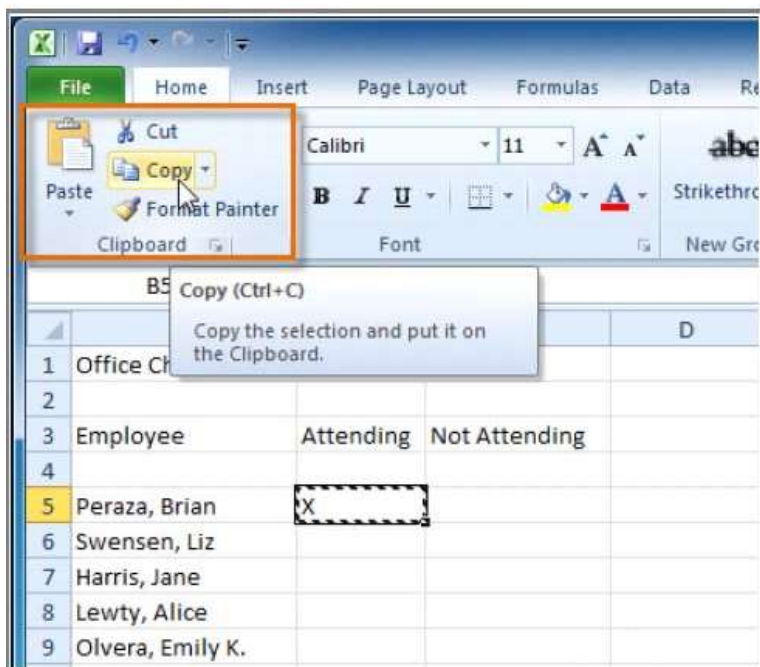 File Home Insert Page Layout Formulas Data Re
Cut
Copy
Paste
Format Painter
Clipboard
Calibri 11 A A abc
B I U A Strikethro
Font New Gro
B5
Copy (Ctrl+C)
Copy the selection and put it on
the Clipboard.
D
1 Office Ch
2
3 Employee Attending Not Attending
4
5 Peraza, Brian X
6 Swensen, Liz
7 Harris, Jane
8 Lewty, Alice
9 Olvera, Emily K.